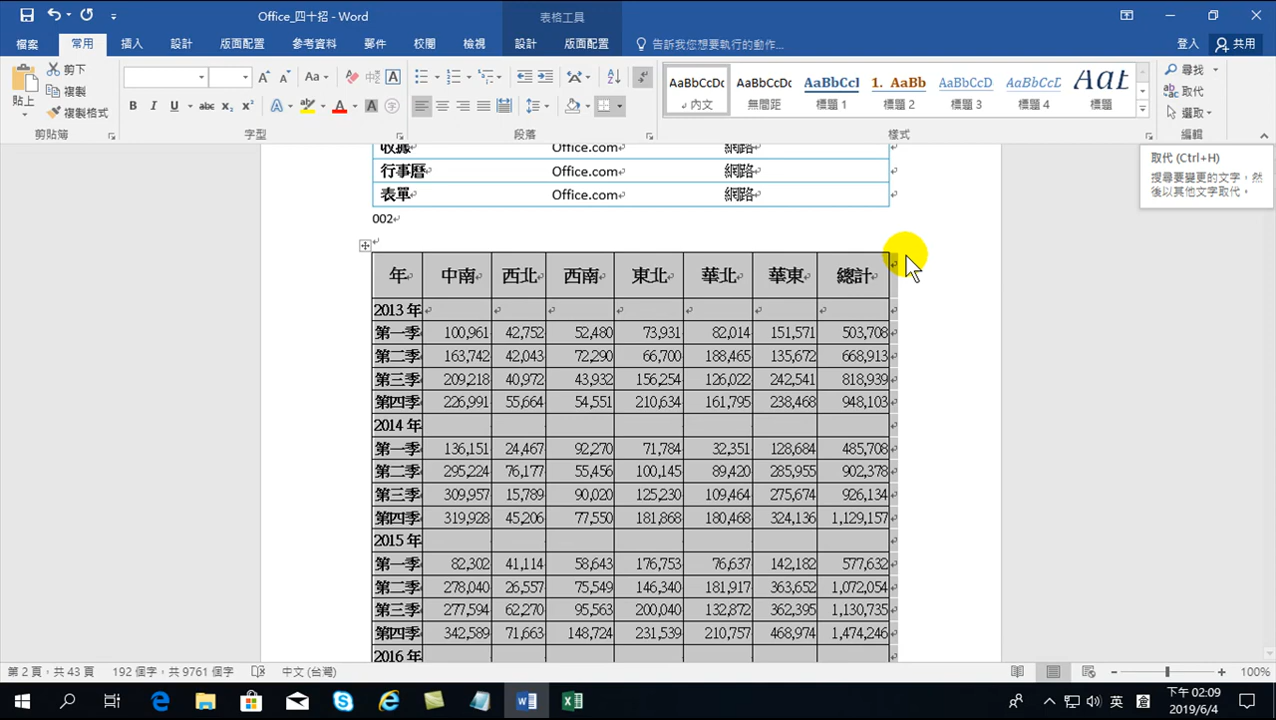 Office_四十招 - Word
表格工具
檔案 常用 插入 設計 版面配置 參考資料 郵件 校閱 檢視 設計 版面配置 告訴我您想要執行的動作... 登入 共用
貼上 剪下 複製 複製格式
剪貼簿
B I U abc x₂ x² Aa A A A
字型
段落
AaBbCcDc AaBbCcDc AaBbCcI 1. AaBb AaBbCcD AaBbCcD AaI
內文 無間距 標題 1 標題 2 標題 3 標題 4 標題
樣式
尋找
取代
選取
編輯
取代 (Ctrl+H)
搜尋要變更的文字，然
後以其他文字取代。
收據 Office.com 網路
行事曆 Office.com 網路
表單 Office.com 網路
002
年 中南 西北 西南 東北 華北 華東 總計
2013 年
第一季 100,961 42,752 52,480 73,931 82,014 151,571 503,708
第二季 163,742 42,043 72,290 66,700 188,465 135,672 668,913
第三季 209,218 40,972 43,932 156,254 126,022 242,541 818,939
第四季 226,991 55,664 54,551 210,634 161,795 238,468 948,103
2014 年
第一季 136,151 24,467 92,270 71,784 32,351 128,684 485,708
第二季 295,224 76,177 55,456 100,145 89,420 285,955 902,378
第三季 309,957 15,789 90,020 125,230 109,464 275,674 926,134
第四季 319,928 45,206 77,550 181,868 180,468 324,136 1,129,157
2015 年
第一季 82,302 41,114 58,643 176,753 76,637 142,182 577,632
第二季 278,040 26,557 75,549 146,340 181,917 363,652 1,072,054
第三季 277,594 62,270 95,563 200,040 132,872 362,395 1,130,735
第四季 342,589 71,663 148,724 231,539 210,757 468,974 1,474,246
2016 年
第 2 頁，共 43 頁 192 個字，共 9761 個字 中文 (台灣) 100%
英 倉 下午 02:09
2019/6/4